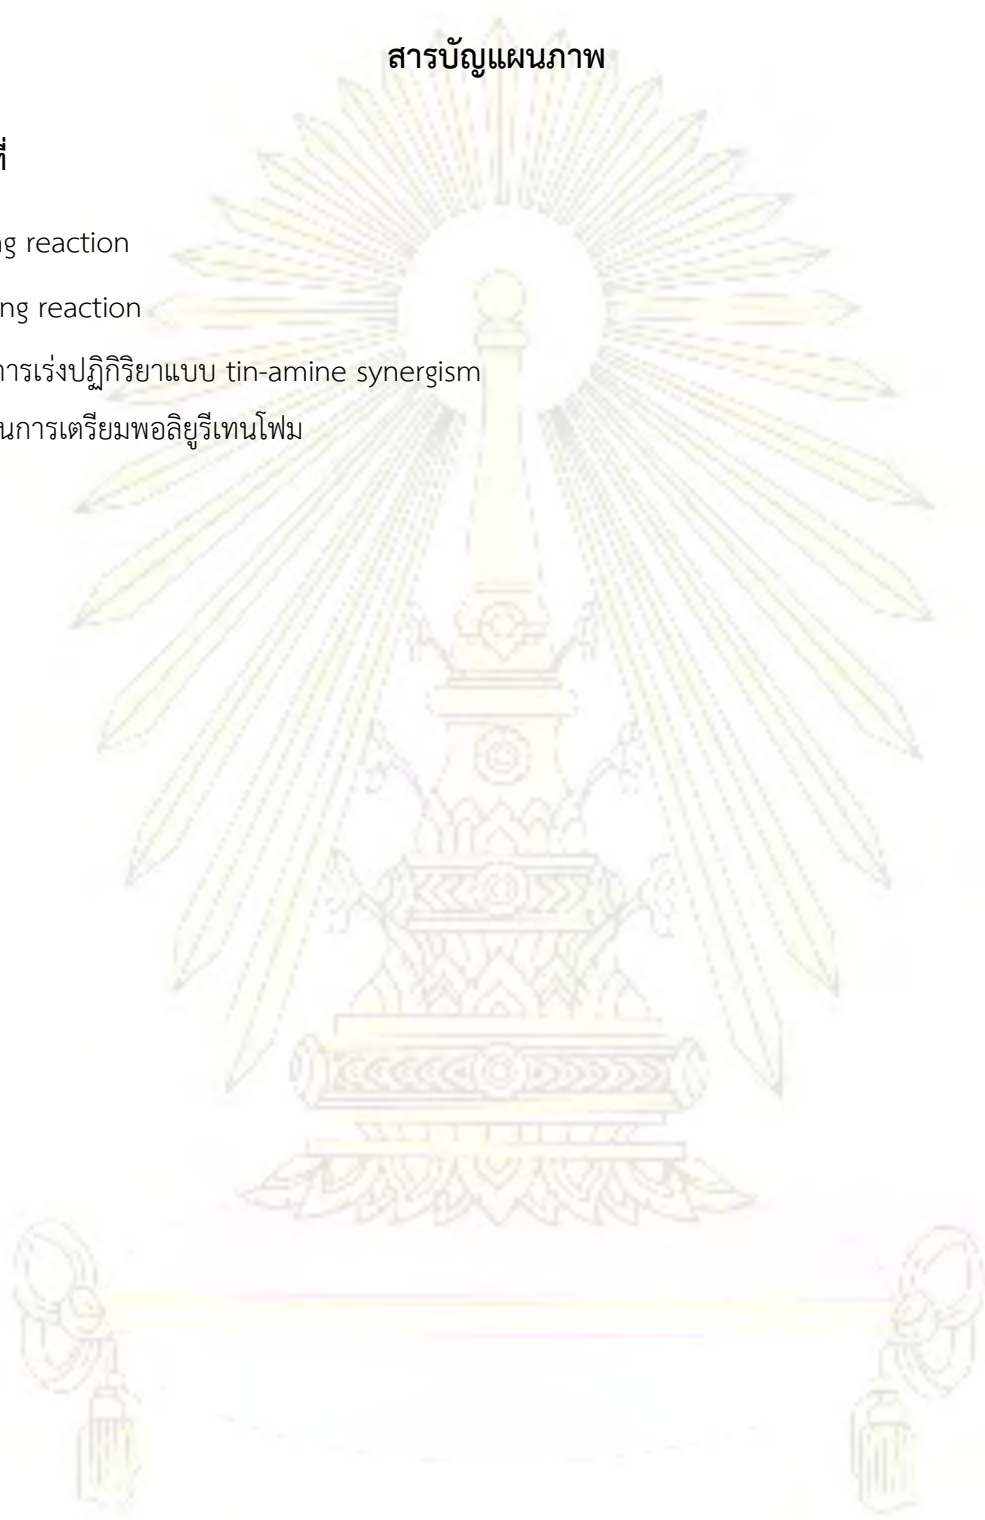 สารบัญแผนภาพ
ที่
ng reaction
ng reaction
การเร่งปฏิกิริยาแบบ tin-amine synergism
นการเตรียมพอลิยูรีเทนโฟม